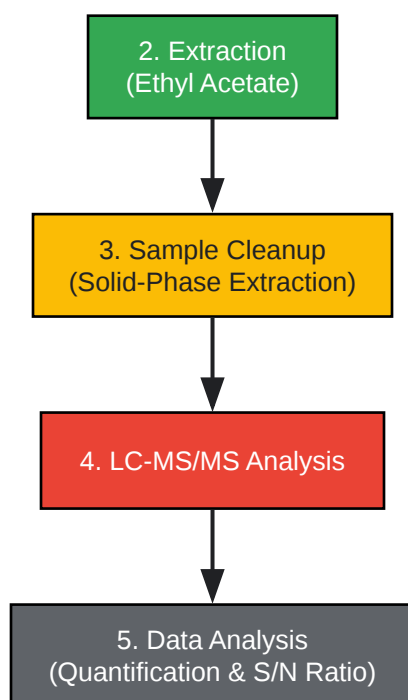 2. Extraction
(Ethyl Acetate)
3. Sample Cleanup
(Solid-Phase Extraction)
4. LC-MS/MS Analysis
5. Data Analysis
(Quantification & S/N Ratio)